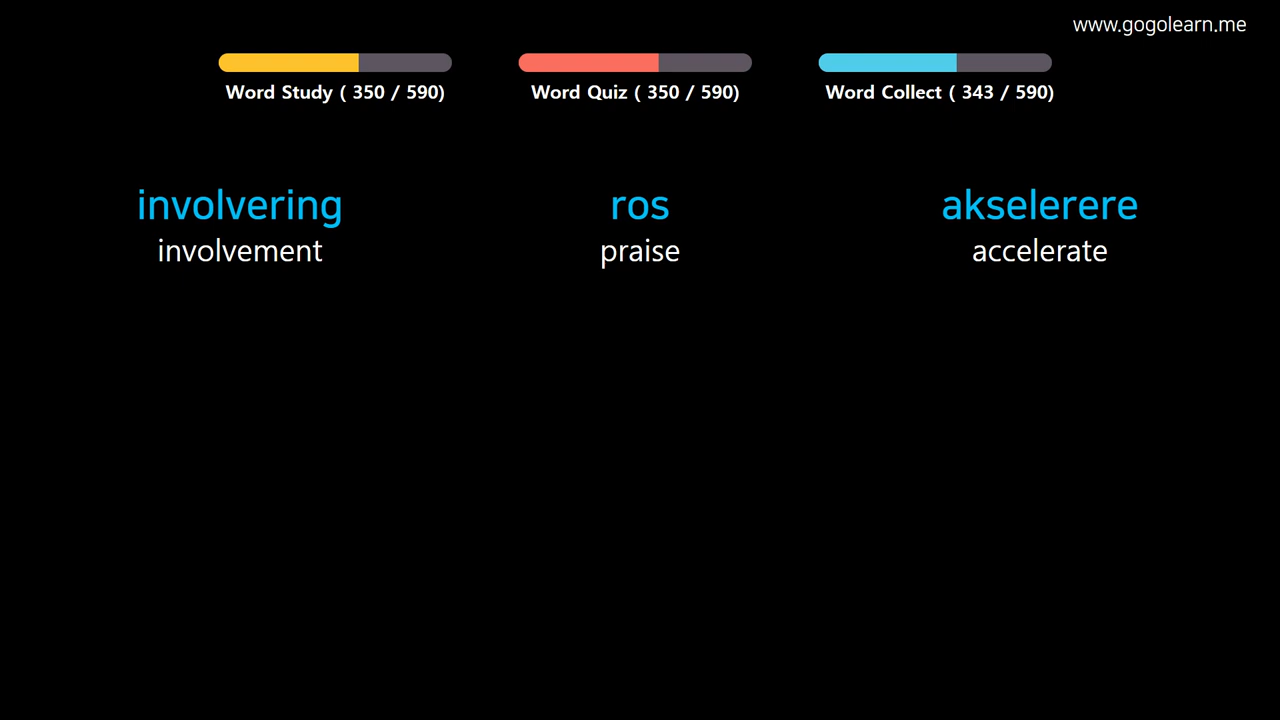 www.gogolearn.me
Word Study ( 350 / 590)
Word Quiz ( 350 / 590)
Word Collect ( 343 / 590)
involvering
involvement
ros
praise
akselerere
accelerate